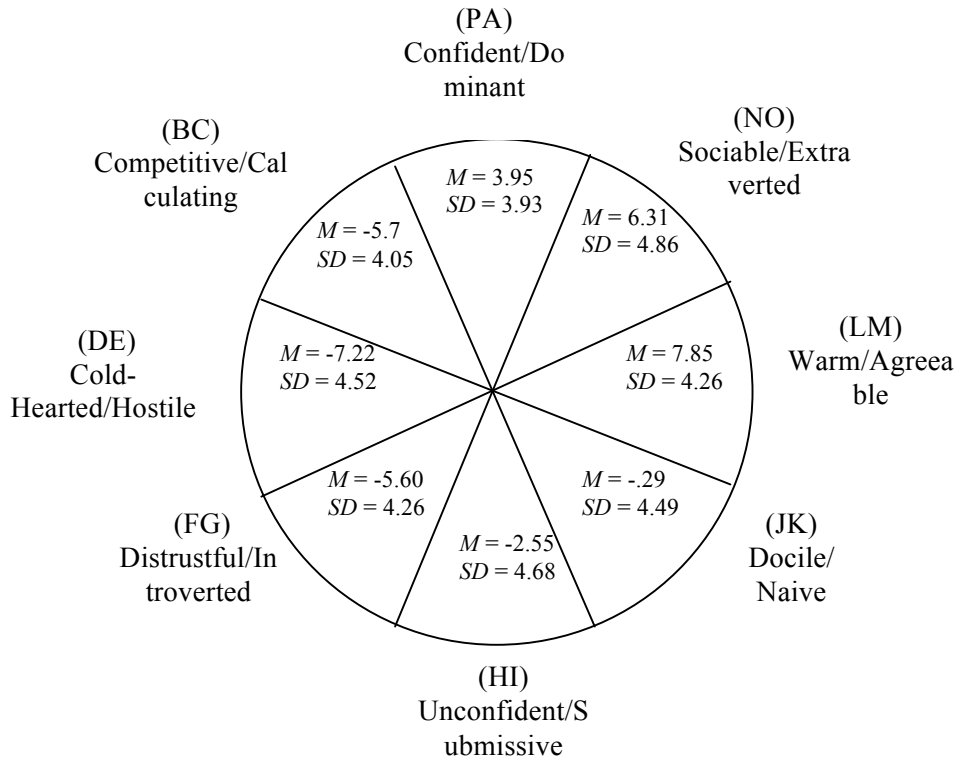 (PA)
Confident/Do
minant
(NO)
Sociable/Extra
verted
(BC)
Competitive/Cal
culating
M = 3.95
SD = 3.93
M = 6.31
SD = 4.86
M = -5.7
SD = 4.05
(LM)
Warm/Agreea
ble
(DE)
Cold-
Hearted/Hostile
M = -7.22
SD = 4.52
M = 7.85
SD = 4.26
M = -5.60
SD = 4.26
M = -.29
SD = 4.49
(FG)
Distrustful/In
troverted
M = -2.55
SD = 4.68
(JK)
Docile/
Naive
(HI)
Unconfident/S
ubmissive